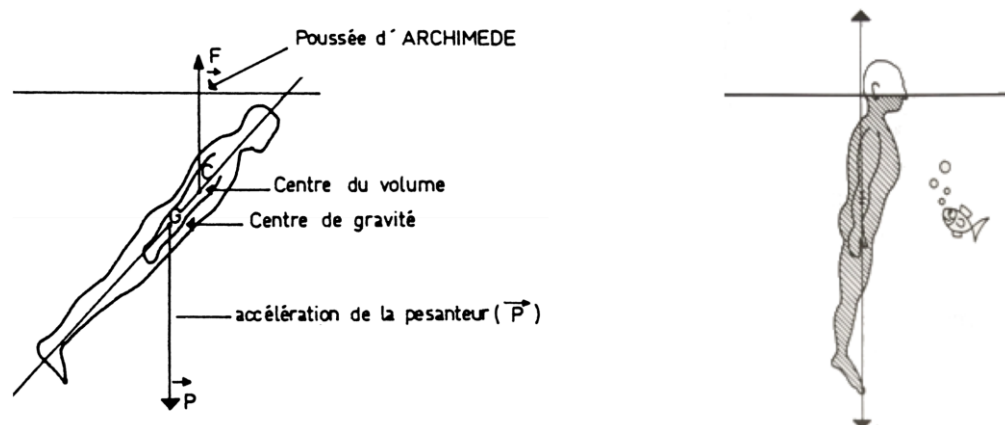 Poussée d´ARCHIMEDE
F
C
Centre du volume
G
Centre de gravité
accélération de la pesanteur (P)
P